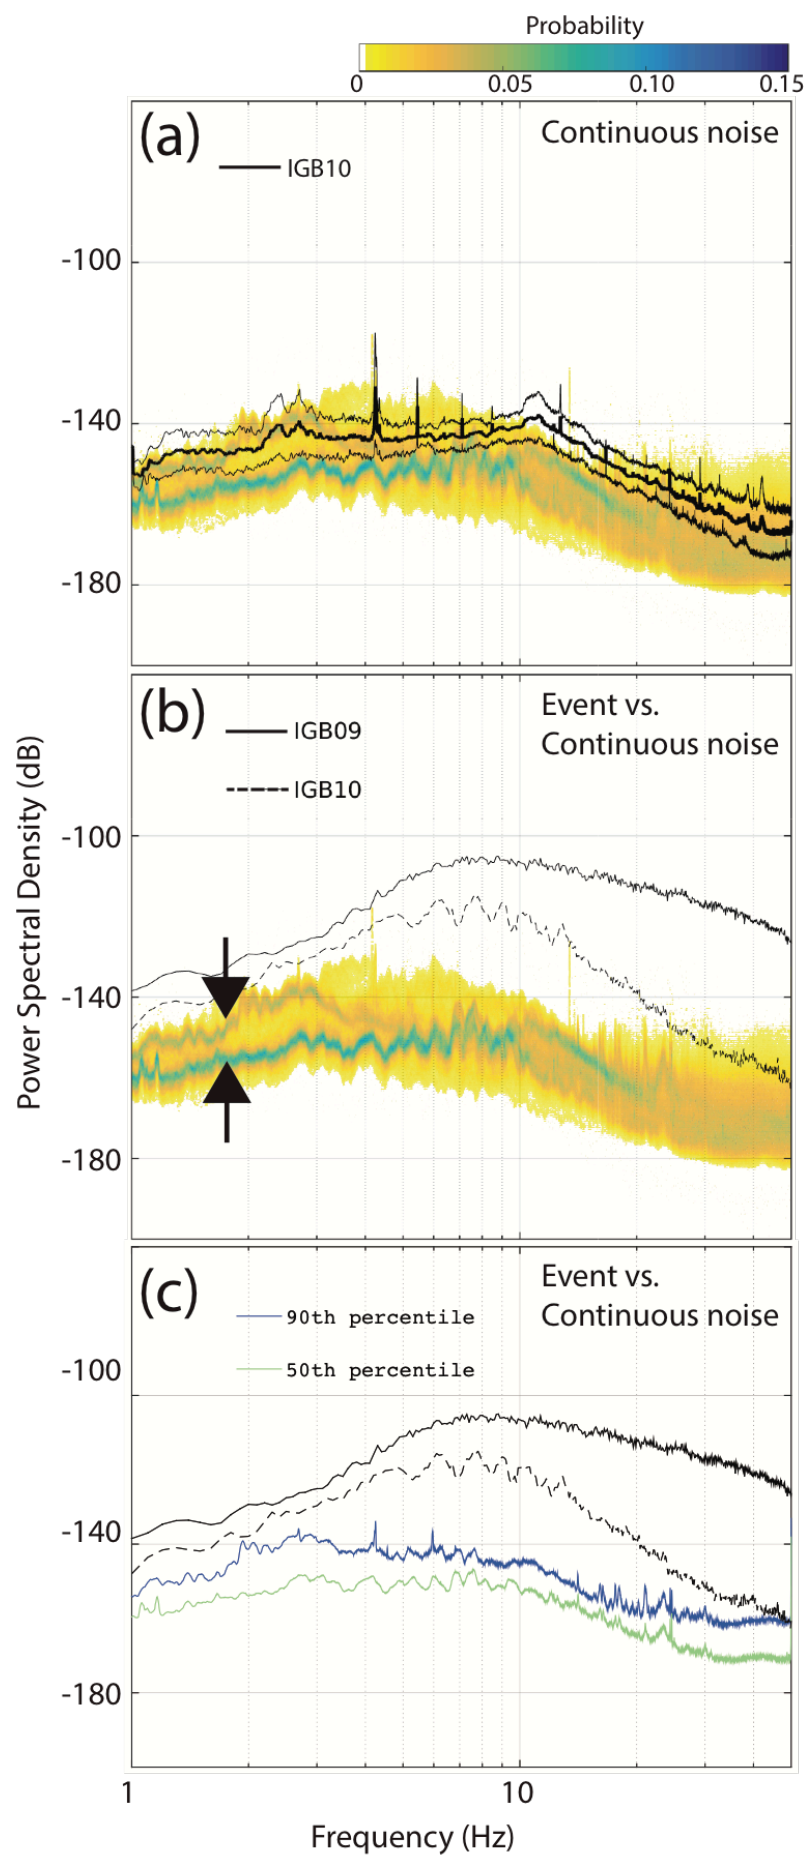 Probability
0 0.05 0.10 0.15
(a) Continuous noise
IGB10
-100
-140
-180
(b) Event vs.
Continuous noise
IGB09
IGB10
-100
-140
-180
Power Spectral Density (dB)
(c) Event vs.
Continuous noise
90th percentile
50th percentile
-100
-140
-180
1 10
Frequency (Hz)